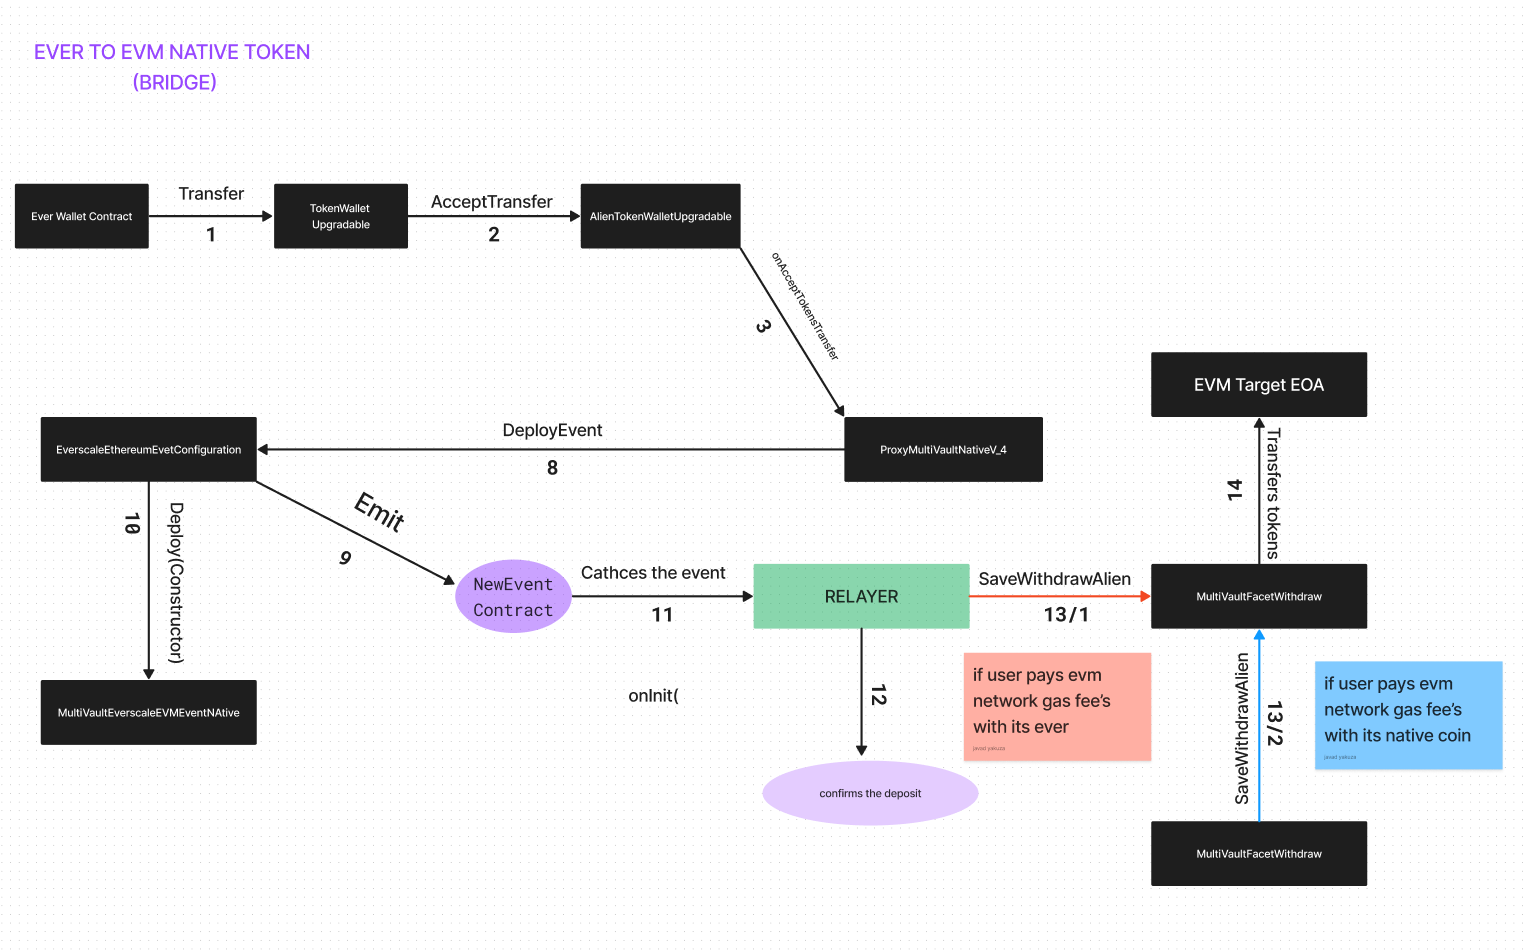 EVER TO EVM NATIVE TOKEN
(BRIDGE)
Ever Wallet Contract
Transfer
1
TokenWallet
Upgradable
AcceptTransfer
2
AlienTokenWalletUpgradable
onAcceptTokensTransfer
3
EVM Target EOA
EverscaleEthereumEvetConfiguration
DeployEvent
8
ProxyMultiVaultNativeV_4
14
Transfers tokens
10
Deploy(Constructor)
Emit
9
NewEvent
Contract
Cathces the event
11
RELAYER
SaveWithdrawAlien
13/1
MultiVaultFacetWithdraw
MultiVaultEverscaleEVMEventNAtive
onInit(
12
if user pays evm
network gas fee's
with its ever
javad yakuza
SaveWithdrawAlien
13/2
if user pays evm
network gas fee's
with its native coin
javad yakuza
confirms the deposit
MultiVaultFacetWithdraw